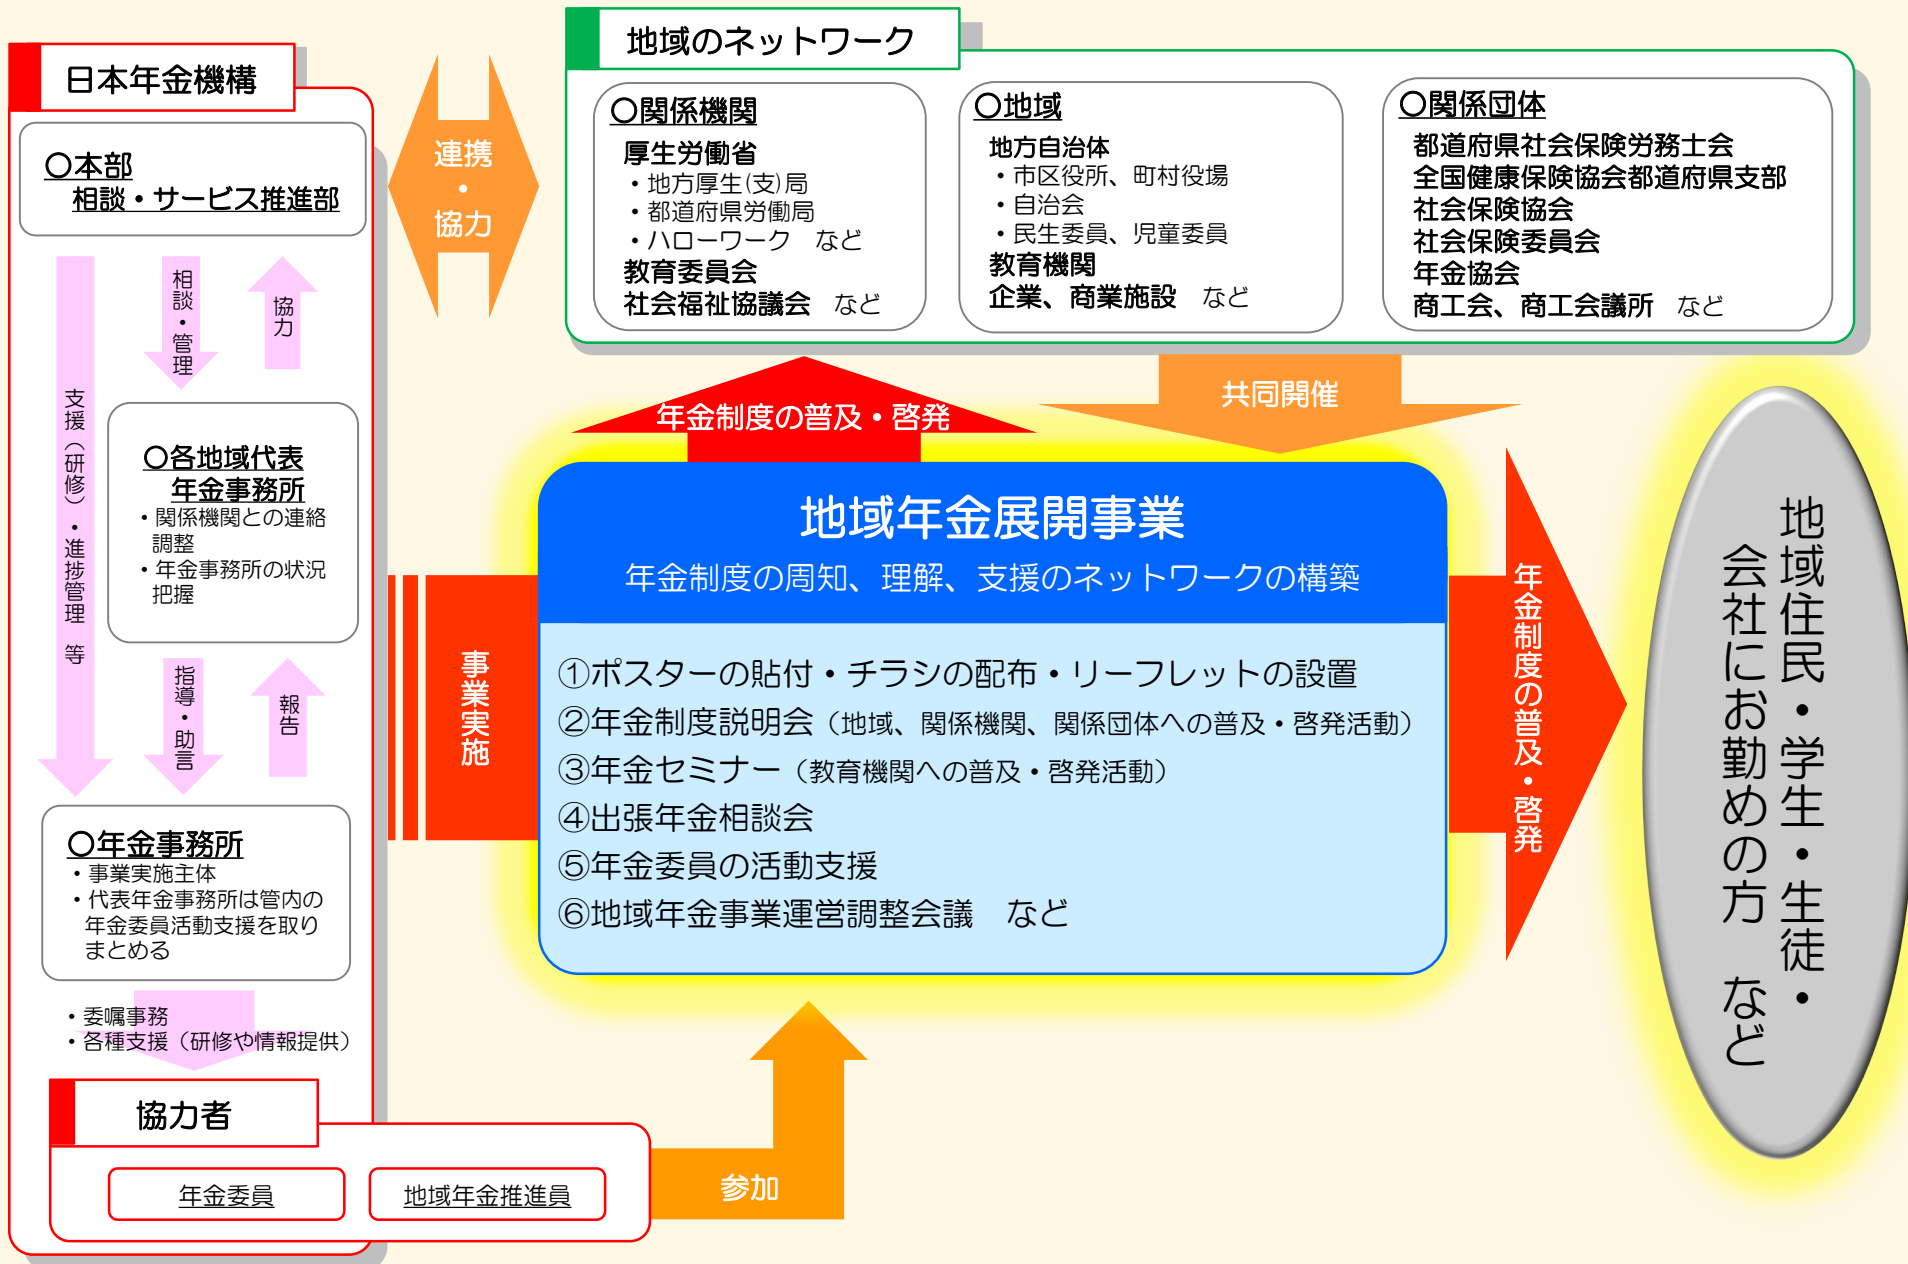 日本年金機構
〇本部
相談・サービス推進部
相談・管理
協力
支援（研修）・進捗管理　等
〇各地域代表
年金事務所
・関係機関との連絡
調整
・年金事務所の状況
把握
指導・助言
報告
〇年金事務所
・事業実施主体
・代表年金事務所は管内の
年金委員活動支援を取り
まとめる
・委嘱事務
・各種支援（研修や情報提供）
協力者
年金委員
地域年金推進員
連携
・
協力
地域のネットワーク
〇関係機関
厚生労働省
・地方厚生(支)局
・都道府県労働局
・ハローワーク　など
教育委員会
社会福祉協議会　など
〇地域
地方自治体
・市区役所、町村役場
・自治会
・民生委員、児童委員
教育機関
企業、商業施設　など
〇関係団体
都道府県社会保険労務士会
全国健康保険協会都道府県支部
社会保険協会
社会保険委員会
年金協会
商工会、商工会議所　など
年金制度の普及・啓発
共同開催
事業実施
地域年金展開事業
年金制度の周知、理解、支援のネットワークの構築
①ポスターの貼付・チラシの配布・リーフレットの設置
②年金制度説明会（地域、関係機関、関係団体への普及・啓発活動）
③年金セミナー（教育機関への普及・啓発活動）
④出張年金相談会
⑤年金委員の活動支援
⑥地域年金事業運営調整会議　など
参加
年金制度の普及・啓発
地域住民・学生・生徒・
会社にお勤めの方　など